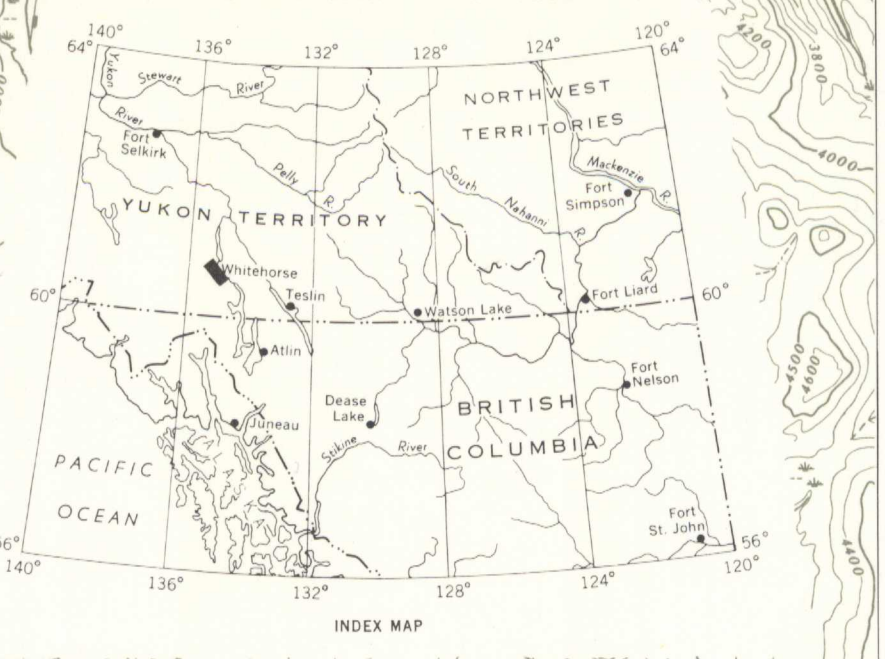 140°
136°
132°
128°
124°
120°
64°
64°
Yukon
Stewart
River
River
Fort
Selkirk
Pelly
R.
NORTHWEST
TERRITORIES
Mackenzie
R.
Fort
Simpson
South
Nahanni
R.
YUKON TERRITORY
Whitehorse
Teslin
Watson Lake
Fort Liard
60°
60°
Atlin
Juneau
Dease
Lake
Stikine
River
BRITISH
COLUMBIA
Fort
Nelson
Fort
St. John
ALASKA
PACIFIC
OCEAN
56°
140°
136°
132°
128°
124°
120°
56°
INDEX MAP
4200
3800
4000
4500
4600
4400